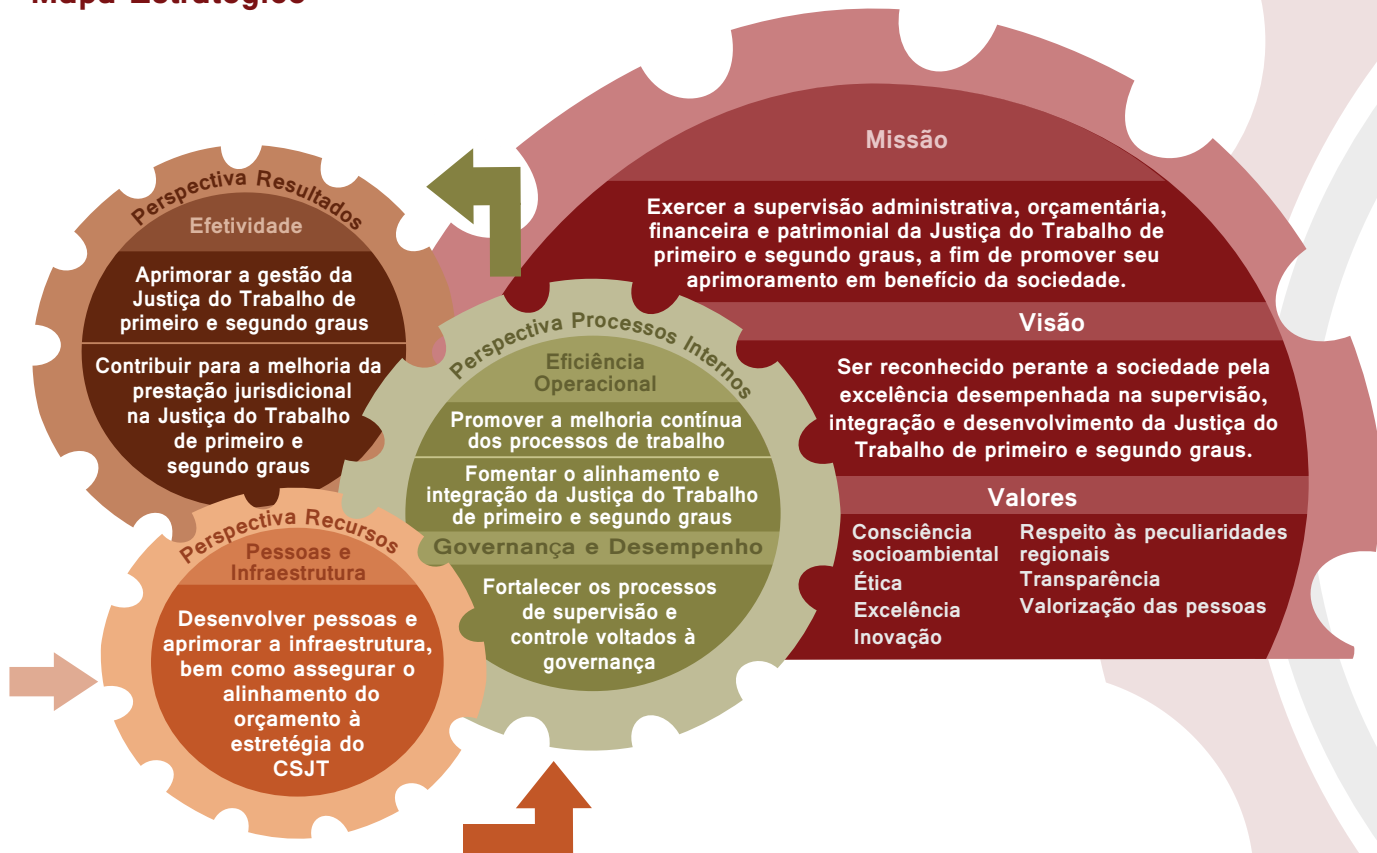 Mapa Estratégico
Missão
Exercer a supervisão administrativa, orçamentária,
financeira e patrimonial da Justiça do Trabalho de
primeiro e segundo graus, a fim de promover seu
aprimoramento em benefício da sociedade.
Visão
Ser reconhecido perante a sociedade pela
excelência desempenhada na supervisão,
integração e desenvolvimento da Justiça do
Trabalho de primeiro e segundo graus.
Valores
Consciência
socioambiental
Ética
Excelência
Inovação
Respeito às peculiaridades
regionais
Transparência
Valorização das pessoas
Perspectiva Resultados
Efetividade
Aprimorar a gestão da
Justiça do Trabalho de
primeiro e segundo graus
Contribuir para a melhoria da
prestação jurisdicional
na Justiça do Trabalho
de primeiro e
segundo graus
Perspectiva Processos Internos
Eficiência
Operacional
Promover a melhoria contínua
dos processos de trabalho
Fomentar o alinhamento e
integração da Justiça do Trabalho
de primeiro e segundo graus
Governança e Desempenho
Fortalecer os processos
de supervisão e
controle voltados à
governança
Perspectiva Recursos
Pessoas e
Infraestrutura
Desenvolver pessoas e
aprimorar a infraestrutura,
bem como assegurar o
alinhamento do
orçamento à
estretégia do
CSJT